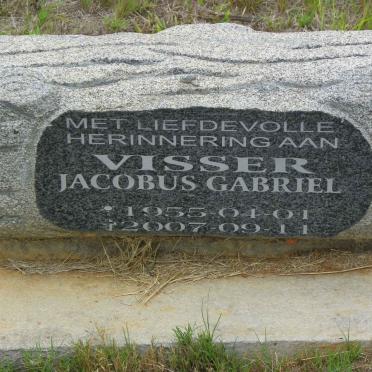 MET LIEFDEVOLLE
HERINNERING AAN
VISSER
JACOBUS GABRIEL
* 1955-04-01
† 2007-09-11